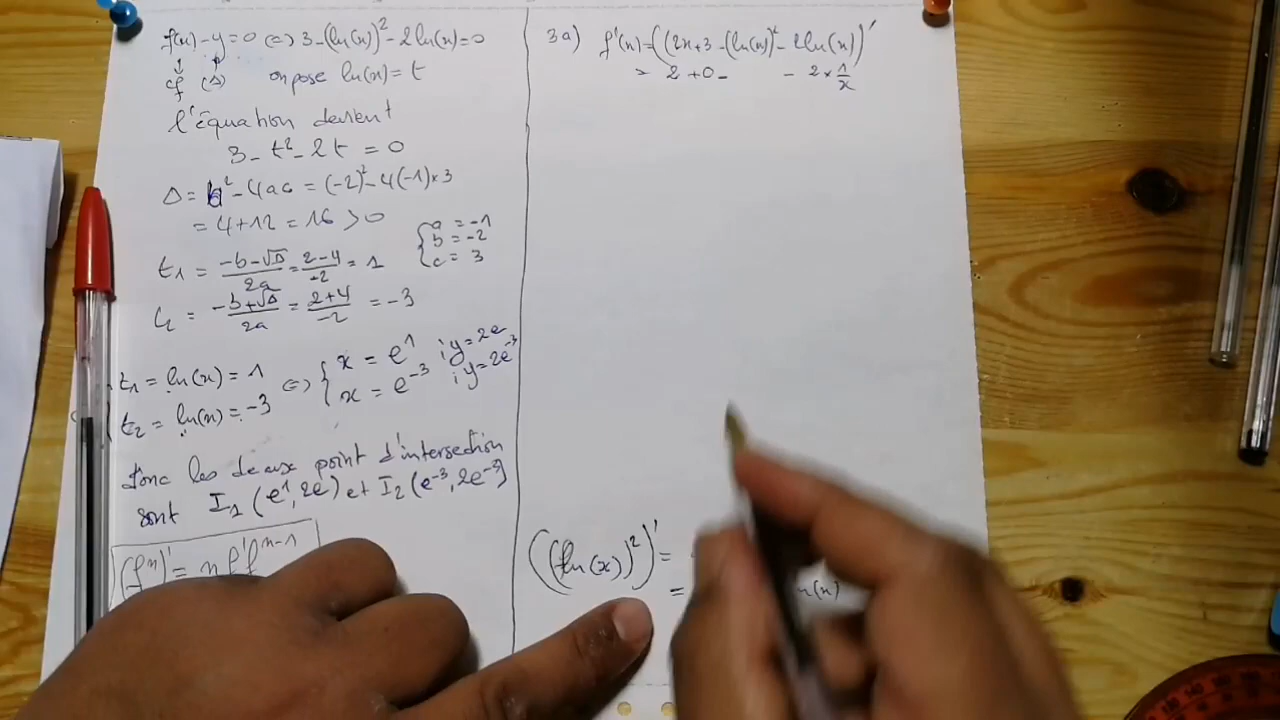 f(x) - y = 0 ⇔ 3 - (ln(x))² - 2ln(x) = 0
↓ ↓
Cf (Δ) on pose ln(x) = t
l'équation devient
3 - t² - 2t = 0
Δ = b² - 4ac = (-2)² - 4(-1)×3
= 4 + 12 = 16 > 0
{ a = -1
b = -2
c = 3
t1 = (-b-√Δ)/2a = (2-4)/-2 = 1
t2 = (-b+√Δ)/2a = (2+4)/-2 = -3
t1 = ln(x) = 1 ⇔ { x = e¹ ; y = 2e
t2 = ln(x) = -3 x = e⁻³ ; y = 2e⁻³
donc les deux point d'intersection
sont I1 (e¹, 2e) et I2 (e⁻³, 2e⁻³)
(fⁿ)' = n f' fⁿ⁻¹
3a) f'(x) = ((2x + 3 - (ln(x))² - 2ln(x))'
= 2 + 0 - - 2 × 1/x
((ln(x))²)' =
= ln(x)